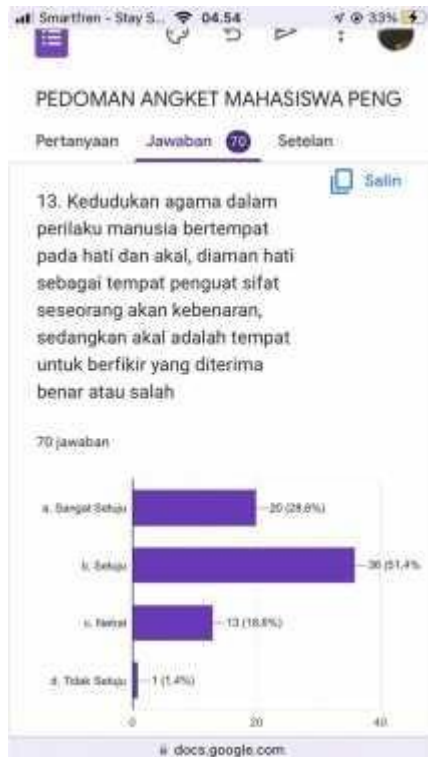 Smartfren - Stay S... 04.54 33%
PEDOMAN ANGKET MAHASISWA PENG
Pertanyaan Jawaban 70 Setelan
Salin
13. Kedudukan agama dalam
perilaku manusia bertempat
pada hati dan akal, diaman hati
sebagai tempat penguat sifat
seseorang akan kebenaran,
sedangkan akal adalah tempat
untuk berfikir yang diterima
benar atau salah
70 jawaban
a. Sangat Setuju 20 (28,6%)
b. Setuju 36 (51,4%
c. Netral 13 (18,6%)
d. Tidak Setuju 1 (1,4%)
0 20 40
docs.google.com